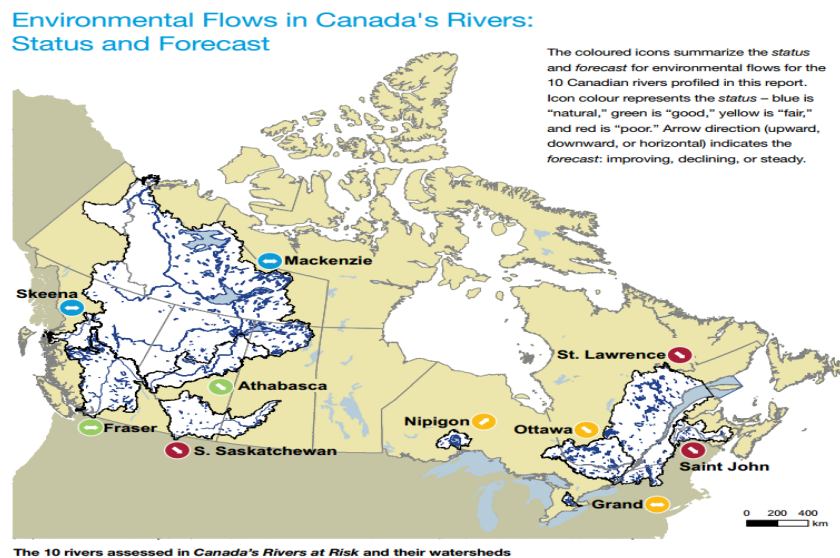 Environmental Flows in Canada's Rivers:
Status and Forecast
The coloured icons summarize the status
and forecast for environmental flows for the
10 Canadian rivers profiled in this report.
Icon colour represents the status – blue is
“natural,” green is “good,” yellow is “fair,”
and red is “poor.” Arrow direction (upward,
downward, or horizontal) indicates the
forecast: improving, declining, or steady.
Mackenzie
Skeena
St. Lawrence
Athabasca
Nipigon
Ottawa
Fraser
S. Saskatchewan
Saint John
Grand
0 200 400
km
The 10 rivers assessed in Canada's Rivers at Risk and their watersheds